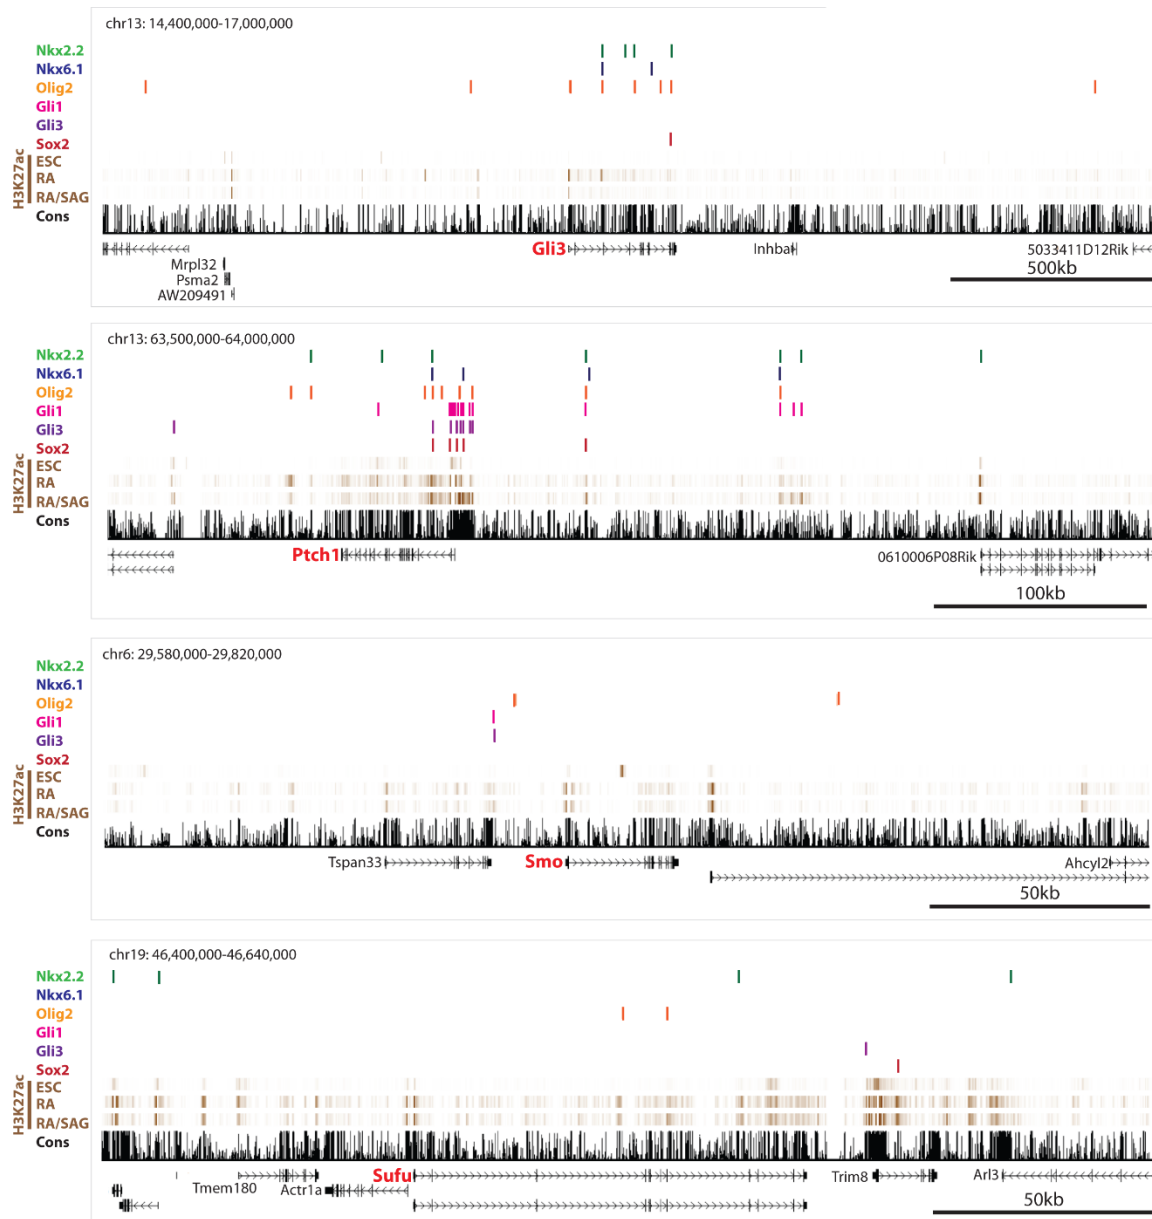 chr13: 14,400,000-17,000,000
Nkx2.2
Nkx6.1
Olig2
Gli1
Gli3
Sox2
H3K27ac
ESC
RA
RA/SAG
Cons
Gli3
Inhba
5033411D12Rik
Mrpl32
Psma2
AW209491
500kb
chr13: 63,500,000-64,000,000
Nkx2.2
Nkx6.1
Olig2
Gli1
Gli3
Sox2
H3K27ac
ESC
RA
RA/SAG
Cons
Ptch1
0610006P08Rik
100kb
chr6: 29,580,000-29,820,000
Nkx2.2
Nkx6.1
Olig2
Gli1
Gli3
Sox2
H3K27ac
ESC
RA
RA/SAG
Cons
Tspan33
Smo
Ahcyl2
50kb
chr19: 46,400,000-46,640,000
Nkx2.2
Nkx6.1
Olig2
Gli1
Gli3
Sox2
H3K27ac
ESC
RA
RA/SAG
Cons
Tmem180
Actr1a
Sufu
Trim8
Arl3
50kb